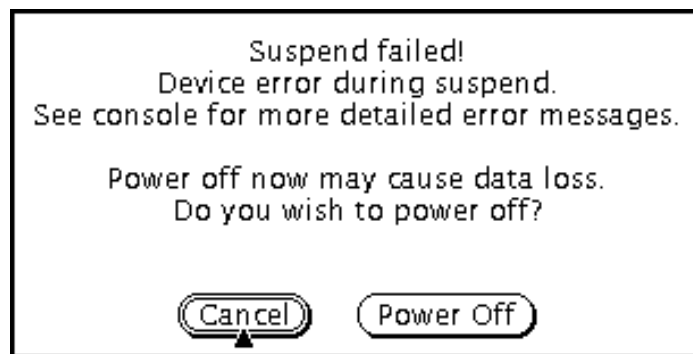 Suspend failed!
Device error during suspend.
See console for more detailed error messages.
Power off now may cause data loss.
Do you wish to power off?
Cancel Power Off